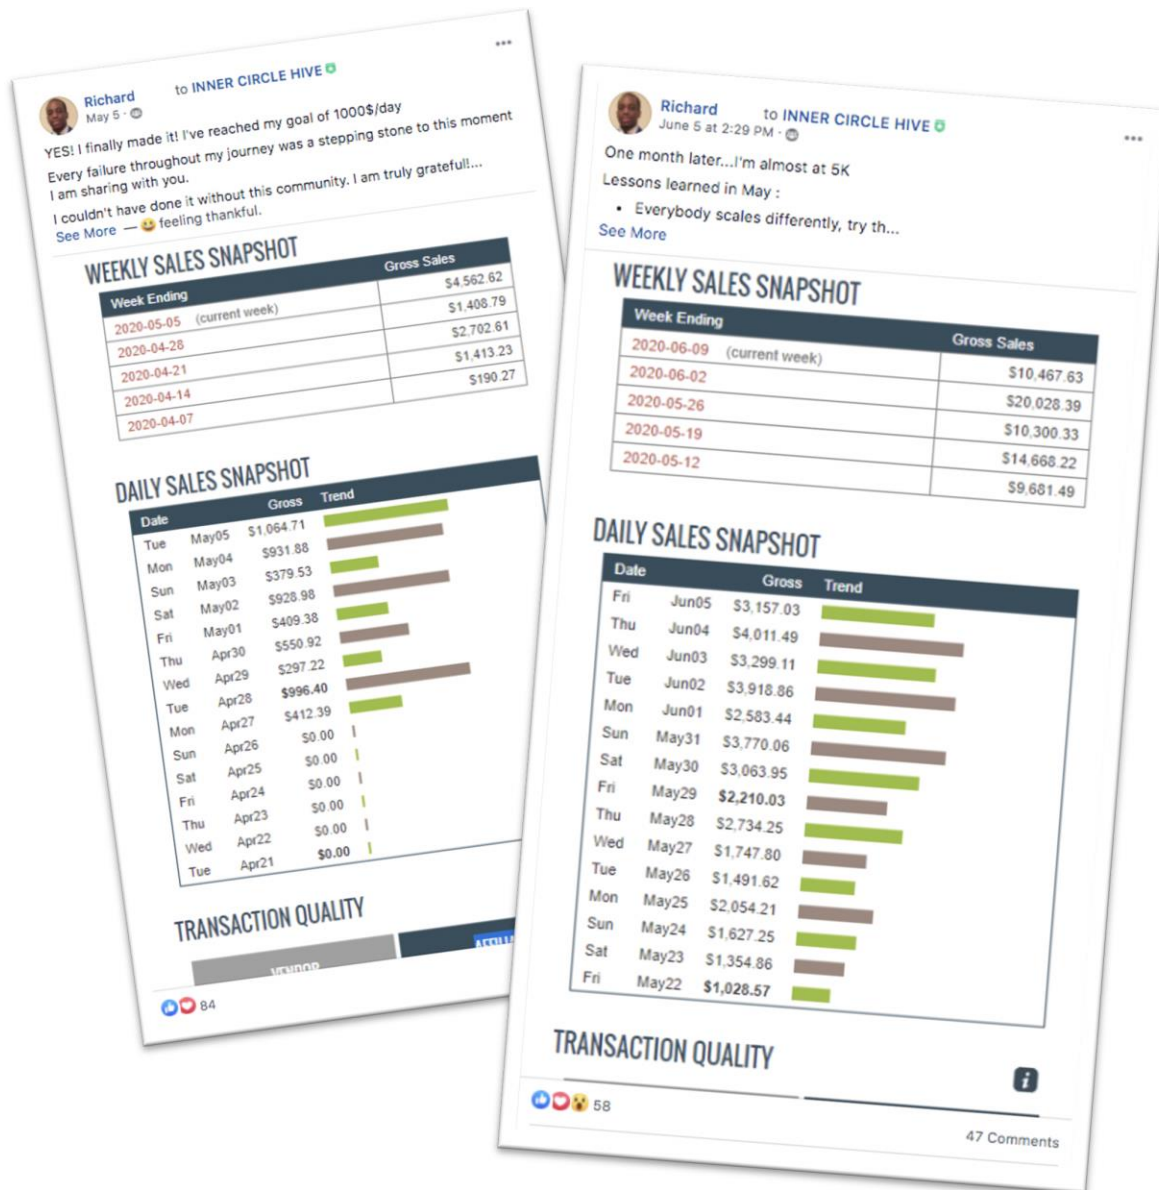 Richard to INNER CIRCLE HIVE
May 5 ·
YES! I finally made it! I've reached my goal of 1000$/day
Every failure throughout my journey was a stepping stone to this moment
I am sharing with you.
I couldn't have done it without this community. I am truly grateful!...
See More — 😀 feeling thankful.
WEEKLY SALES SNAPSHOT
Week Ending Gross Sales
2020-05-05 (current week) $4,562.62
2020-04-28 $1,408.79
2020-04-21 $2,702.61
2020-04-14 $1,413.23
2020-04-07 $190.27
DAILY SALES SNAPSHOT
Date Gross Trend
Tue May05 $1,064.71
Mon May04 $931.88
Sun May03 $379.53
Sat May02 $928.98
Fri May01 $409.38
Thu Apr30 $550.92
Wed Apr29 $297.22
Tue Apr28 $996.40
Mon Apr27 $412.39
Sun Apr26 $0.00
Sat Apr25 $0.00
Fri Apr24 $0.00
Thu Apr23 $0.00
Wed Apr22 $0.00
Tue Apr21 $0.00
TRANSACTION QUALITY
VENDOR
84
Richard to INNER CIRCLE HIVE
June 5 at 2:29 PM ·
One month later...I'm almost at 5K
Lessons learned in May :
• Everybody scales differently, try th...
See More
WEEKLY SALES SNAPSHOT
Week Ending Gross Sales
2020-06-09 (current week) $10,467.63
2020-06-02 $20,028.39
2020-05-26 $10,300.33
2020-05-19 $14,668.22
2020-05-12 $9,681.49
DAILY SALES SNAPSHOT
Date Gross Trend
Fri Jun05 $3,157.03
Thu Jun04 $4,011.49
Wed Jun03 $3,299.11
Tue Jun02 $3,918.86
Mon Jun01 $2,583.44
Sun May31 $3,770.06
Sat May30 $3,063.95
Fri May29 $2,210.03
Thu May28 $2,734.25
Wed May27 $1,747.80
Tue May26 $1,491.62
Mon May25 $2,054.21
Sun May24 $1,627.25
Sat May23 $1,354.86
Fri May22 $1,028.57
TRANSACTION QUALITY
i
58
47 Comments